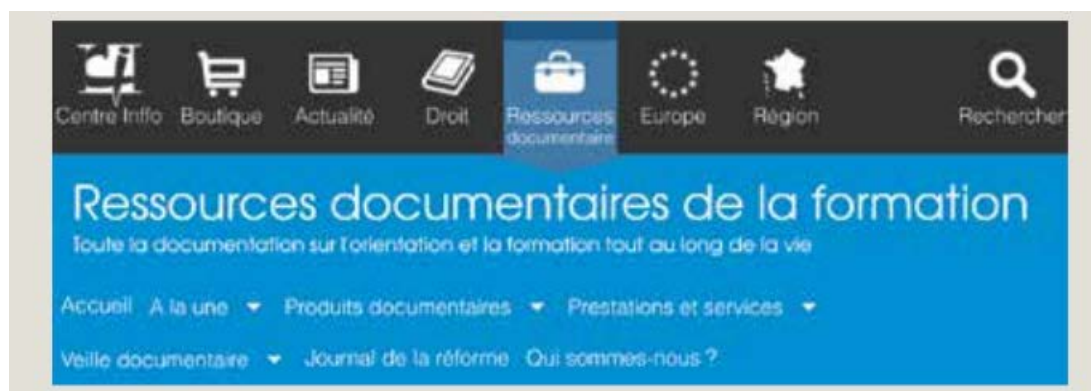 Centre Inffo Boutique Actualité Droit Ressources documentaire Europe Région Rechercher
Ressources documentaires de la formation
Toute la documentation sur l'orientation et la formation tout au long de la vie
Accueil A la une Produits documentaires Prestations et services
Veille documentaire Journal de la réforme Qui sommes-nous ?